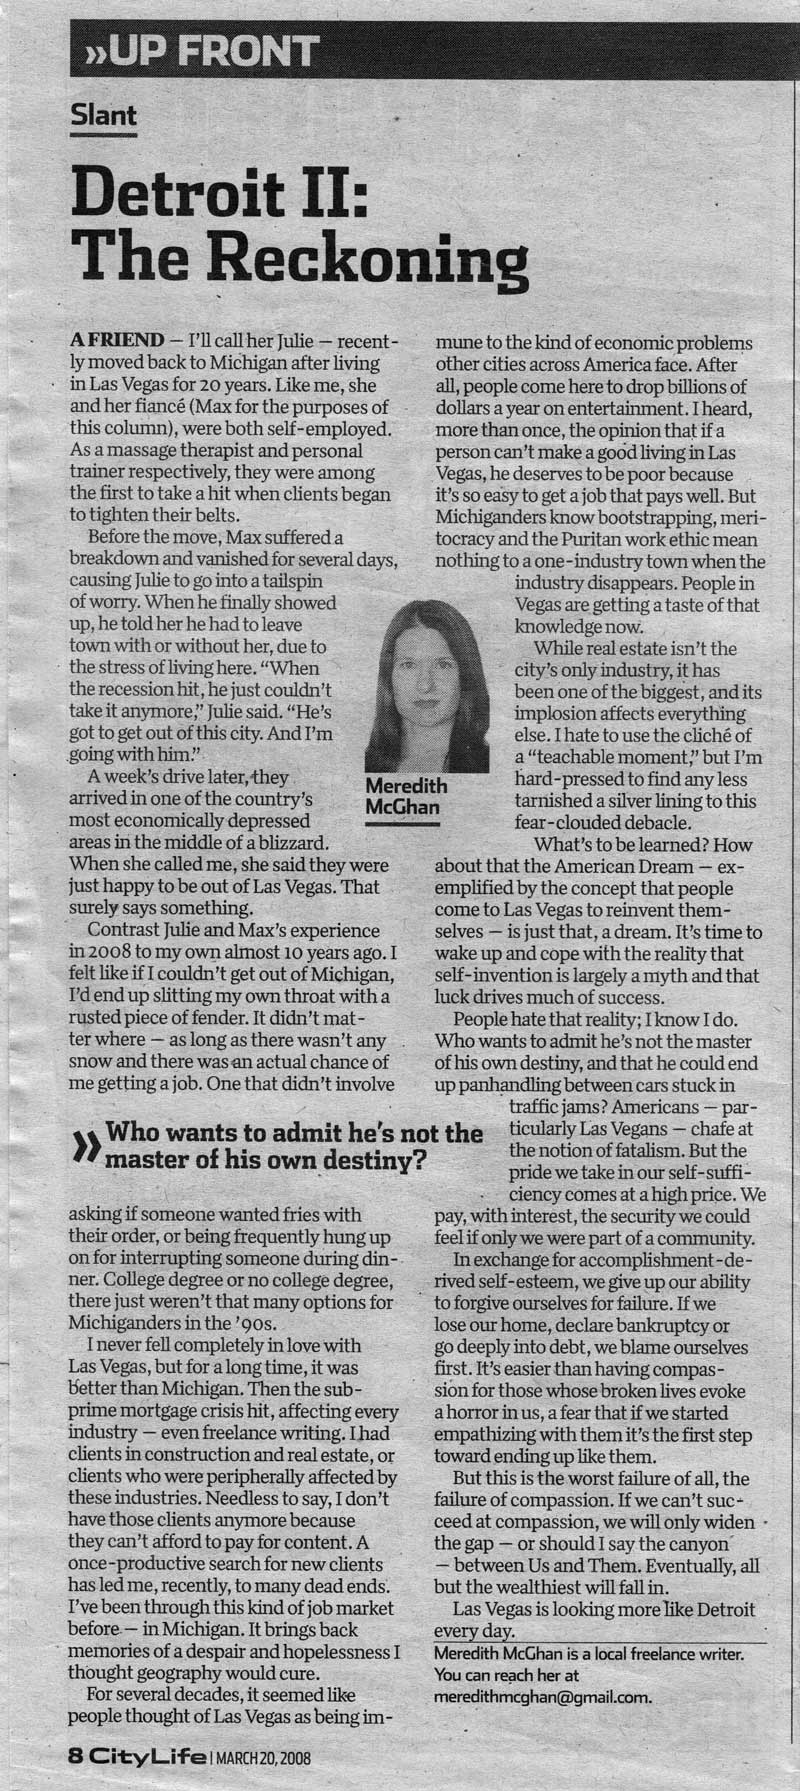 »UP FRONT
Slant
Detroit II:
The Reckoning
A FRIEND — I'll call her Julie — recent-
ly moved back to Michigan after living
in Las Vegas for 20 years. Like me, she
and her fiancé (Max for the purposes of
this column), were both self-employed.
As a massage therapist and personal
trainer respectively, they were among
the first to take a hit when clients began
to tighten their belts.
Before the move, Max suffered a
breakdown and vanished for several days,
causing Julie to go into a tailspin
of worry. When he finally showed
up, he told her he had to leave
town with or without her, due to
the stress of living here. “When
the recession hit, he just couldn't
take it anymore,” Julie said. “He's
got to get out of this city. And I'm
going with him.”
A week's drive later, they
arrived in one of the country's
most economically depressed
areas in the middle of a blizzard.
When she called me, she said they were
just happy to be out of Las Vegas. That
surely says something.
Contrast Julie and Max's experience
in 2008 to my own almost 10 years ago. I
felt like if I couldn't get out of Michigan,
I'd end up slitting my own throat with a
rusted piece of fender. It didn't mat-
ter where — as long as there wasn't any
snow and there was an actual chance of
me getting a job. One that didn't involve
» Who wants to admit he's not the
master of his own destiny?
asking if someone wanted fries with
their order, or being frequently hung up
on for interrupting someone during din-
ner. College degree or no college degree,
there just weren't that many options for
Michiganders in the '90s.
I never fell completely in love with
Las Vegas, but for a long time, it was
better than Michigan. Then the sub-
prime mortgage crisis hit, affecting every
industry — even freelance writing. I had
clients in construction and real estate, or
clients who were peripherally affected by
these industries. Needless to say, I don't
have those clients anymore because
they can't afford to pay for content. A
once-productive search for new clients
has led me, recently, to many dead ends.
I've been through this kind of job market
before — in Michigan. It brings back
memories of a despair and hopelessness I
thought geography would cure.
For several decades, it seemed like
people thought of Las Vegas as being im-
mune to the kind of economic problems
other cities across America face. After
all, people come here to drop billions of
dollars a year on entertainment. I heard,
more than once, the opinion that if a
person can't make a good living in Las
Vegas, he deserves to be poor because
it's so easy to get a job that pays well. But
Michiganders know bootstrapping, meri-
tocracy and the Puritan work ethic mean
nothing to a one-industry town when the
industry disappears. People in
Vegas are getting a taste of that
knowledge now.
While real estate isn't the
city's only industry, it has
been one of the biggest, and its
implosion affects everything
else. I hate to use the cliché of
a “teachable moment,” but I'm
hard-pressed to find any less
tarnished a silver lining to this
fear-clouded debacle.
What's to be learned? How
about that the American Dream — ex-
emplified by the concept that people
come to Las Vegas to reinvent them-
selves — is just that, a dream. It's time to
wake up and cope with the reality that
self-invention is largely a myth and that
luck drives much of success.
People hate that reality; I know I do.
Who wants to admit he's not the master
of his own destiny, and that he could end
up panhandling between cars stuck in
traffic jams? Americans — par-
ticularly Las Vegans — chafe at
the notion of fatalism. But the
pride we take in our self-suffi-
ciency comes at a high price. We
pay, with interest, the security we could
feel if only we were part of a community.
In exchange for accomplishment-de-
rived self-esteem, we give up our ability
to forgive ourselves for failure. If we
lose our home, declare bankruptcy or
go deeply into debt, we blame ourselves
first. It's easier than having compas-
sion for those whose broken lives evoke
a horror in us, a fear that if we started
empathizing with them it's the first step
toward ending up like them.
But this is the worst failure of all, the
failure of compassion. If we can't suc-
ceed at compassion, we will only widen
the gap — or should I say the canyon
— between Us and Them. Eventually, all
but the wealthiest will fall in.
Las Vegas is looking more like Detroit
every day.
Meredith McGhan is a local freelance writer.
You can reach her at
meredithmcghan@gmail.com.
Meredith
McGhan
8 CityLife | MARCH 20, 2008